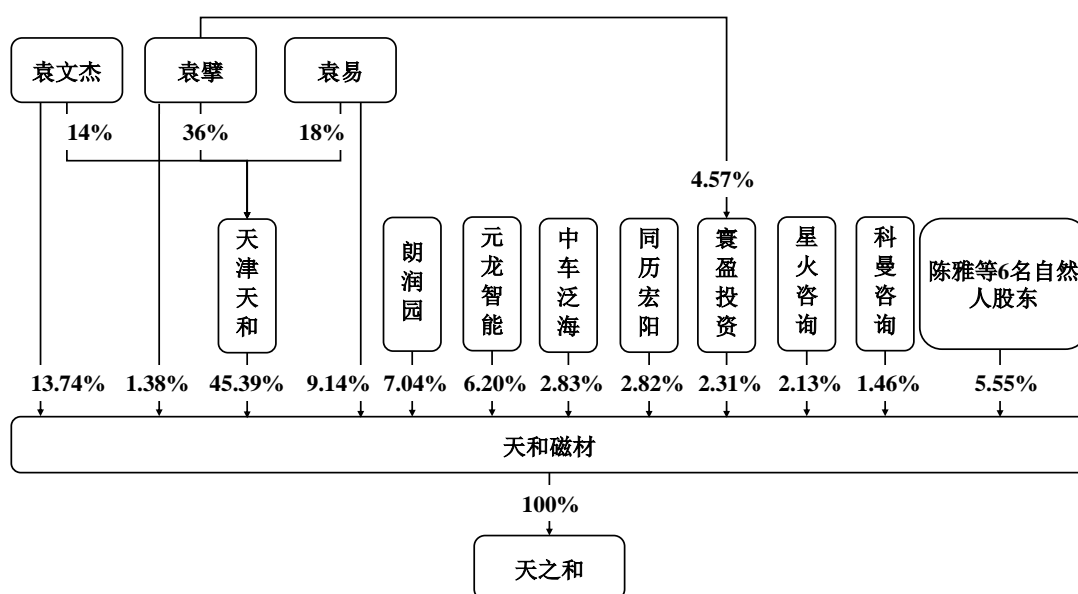 袁文杰
袁擘
袁易
14%
36%
18%
4.57%
天津天和
朗润园
元龙智能
中车泛海
同历宏阳
寰盈投资
星火咨询
科曼咨询
陈雅等6名自然
人股东
13.74%
1.38%
45.39%
9.14%
7.04%
6.20%
2.83%
2.82%
2.31%
2.13%
1.46%
5.55%
天和磁材
100%
天之和